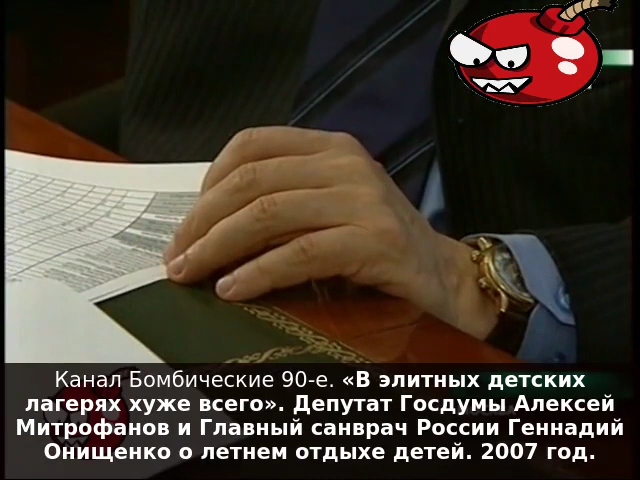 Канал Бомбические 90-е. «В элитных детских
лагерях хуже всего». Депутат Госдумы Алексей
Митрофанов и Главный санврач России Геннадий
Онищенко о летнем отдыхе детей. 2007 год.